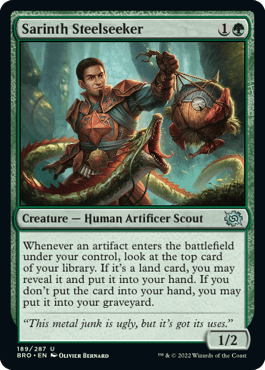 Sarinth Steelseeker 1
Creature — Human Artificer Scout
Whenever an artifact enters the battlefield
under your control, look at the top card
of your library. If it's a land card, you may
reveal it and put it into your hand. If you
don't put the card into your hand, you may
put it into your graveyard.
"This metal junk is ugly, but it's got its uses."
1/2
189/287 U
BRO • EN Olivier Bernard
™ & © 2022 Wizards of the Coast